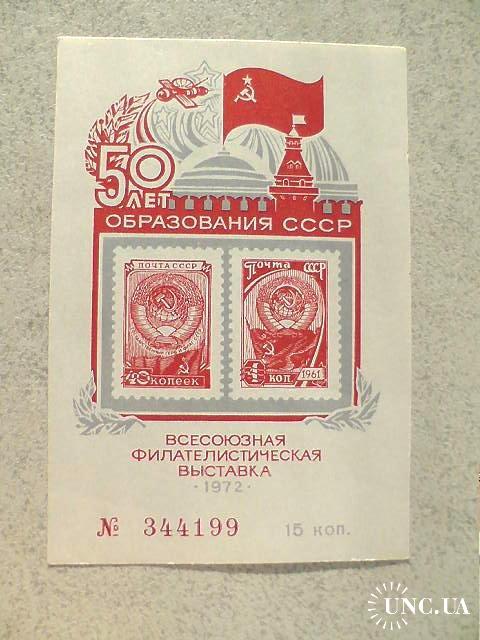 50
ЛЕТ
ОБРАЗОВАНИЯ СССР
ПОЧТА СССР
40 копеек
Почта СССР
4 коп. 1961
ВСЕСОЮЗНАЯ
ФИЛАТЕЛИСТИЧЕСКАЯ
ВЫСТАВКА
· 1972 ·
№ 344199 15 коп.
UNC.UA